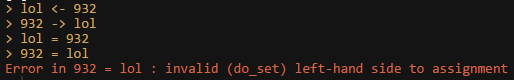 > lol <- 932
> 932 -> lol
> lol = 932
> 932 = lol
Error in 932 = lol : invalid (do_set) left-hand side to assignment